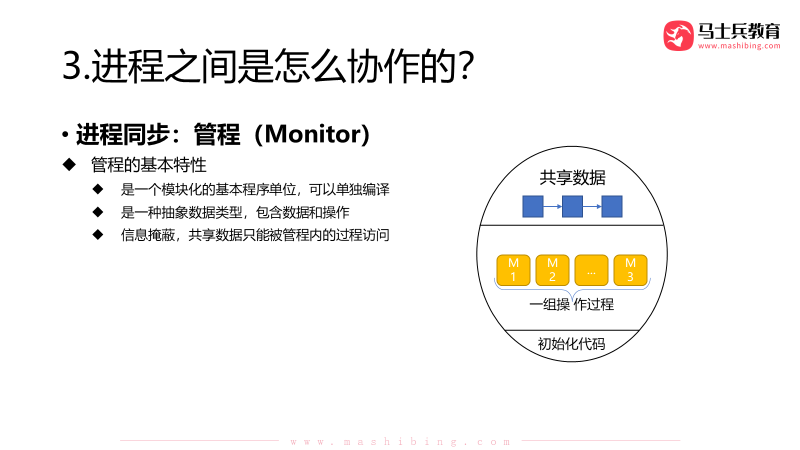 马士兵教育
www.mashibing.com
3.进程之间是怎么协作的？
• 进程同步：管程（Monitor）
◆ 管程的基本特性
◆ 是一个模块化的基本程序单位，可以单独编译
◆ 是一种抽象数据类型，包含数据和操作
◆ 信息掩蔽，共享数据只能被管程内的过程访问
共享数据
M
1
M
2
...
M
3
一组操 作过程
初始化代码
www.mashibing.com